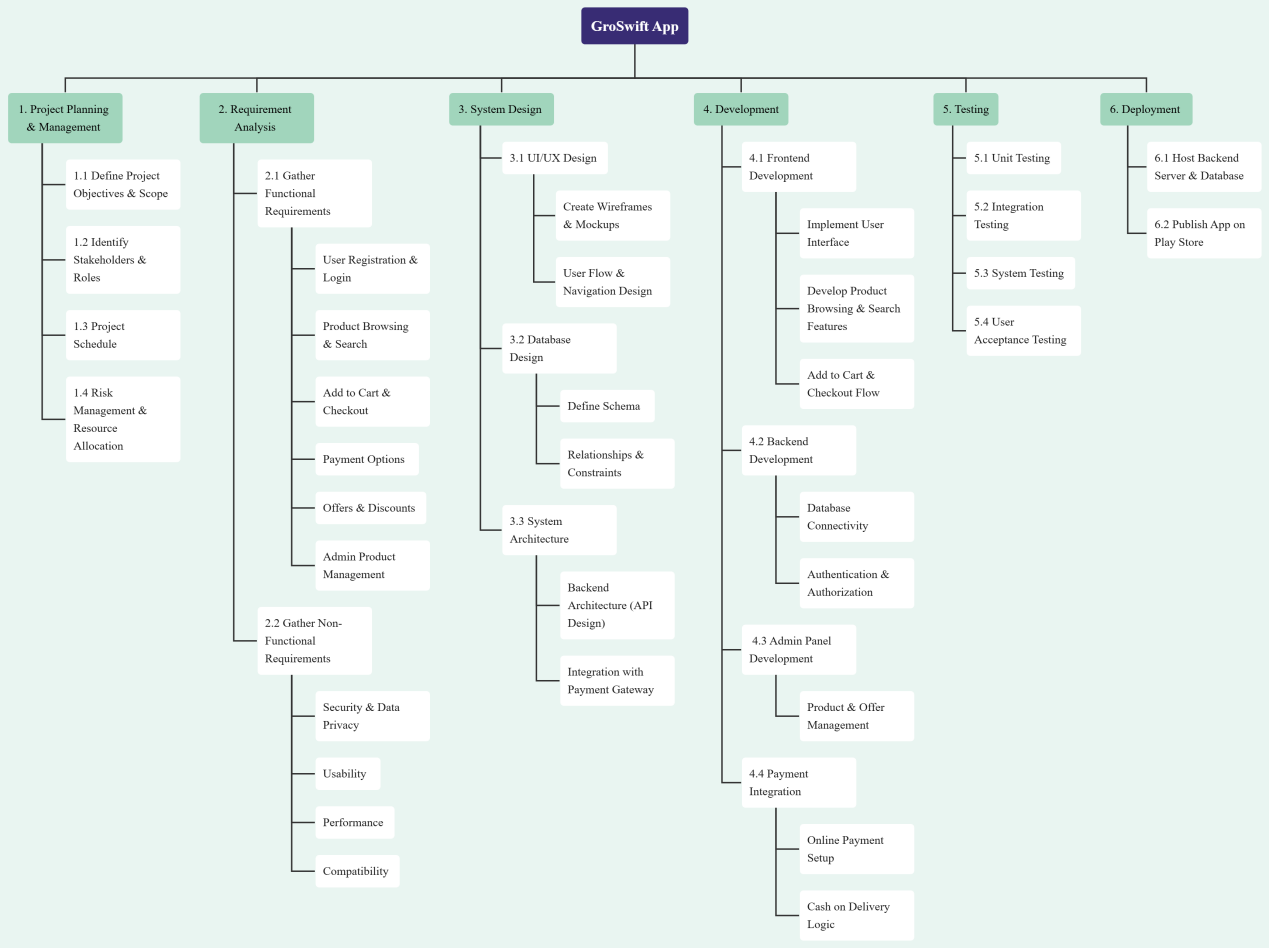 GroSwift App
1. Project Planning
& Management
1.1 Define Project
Objectives & Scope
1.2 Identify
Stakeholders &
Roles
1.3 Project
Schedule
1.4 Risk
Management &
Resource
Allocation
2. Requirement
Analysis
2.1 Gather
Functional
Requirements
User Registration &
Login
Product Browsing
& Search
Add to Cart &
Checkout
Payment Options
Offers & Discounts
Admin Product
Management
2.2 Gather Non-
Functional
Requirements
Security & Data
Privacy
Usability
Performance
Compatibility
3. System Design
3.1 UI/UX Design
Create Wireframes
& Mockups
User Flow &
Navigation Design
3.2 Database
Design
Define Schema
Relationships &
Constraints
3.3 System
Architecture
Backend
Architecture (API
Design)
Integration with
Payment Gateway
4. Development
4.1 Frontend
Development
Implement User
Interface
Develop Product
Browsing & Search
Features
Add to Cart &
Checkout Flow
4.2 Backend
Development
Database
Connectivity
Authentication &
Authorization
4.3 Admin Panel
Development
Product & Offer
Management
4.4 Payment
Integration
Online Payment
Setup
Cash on Delivery
Logic
5. Testing
5.1 Unit Testing
5.2 Integration
Testing
5.3 System Testing
5.4 User
Acceptance Testing
6. Deployment
6.1 Host Backend
Server & Database
6.2 Publish App on
Play Store